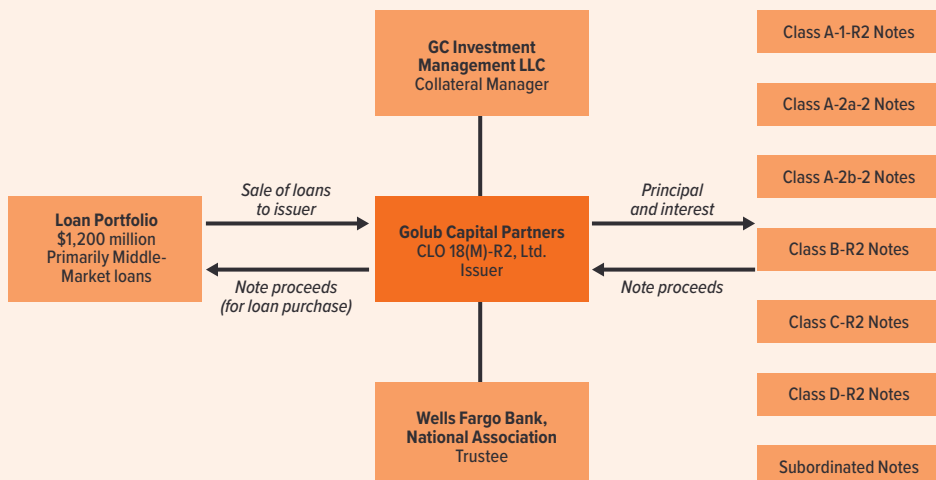 GC Investment
Management LLC
Collateral Manager
Class A-1-R2 Notes
Class A-2a-2 Notes
Class A-2b-2 Notes
Loan Portfolio
$1,200 million
Primarily Middle-
Market loans
Sale of loans
to issuer
Note proceeds
(for loan purchase)
Golub Capital Partners
CLO 18(M)-R2, Ltd.
Issuer
Principal
and interest
Note proceeds
Class B-R2 Notes
Class C-R2 Notes
Class D-R2 Notes
Subordinated Notes
Wells Fargo Bank,
National Association
Trustee